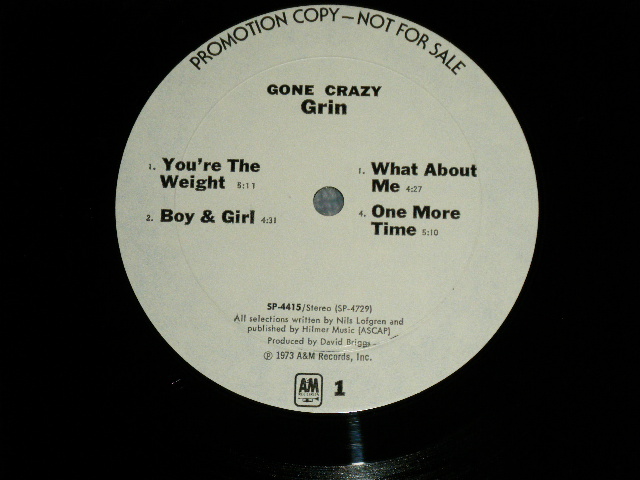 PROMOTION COPY—NOT FOR SALE
GONE CRAZY
Grin
1. You're The
Weight 5:11
2. Boy & Girl 4:31
1. What About
Me 4:27
4. One More
Time 5:10
SP-4415/Stereo (SP-4729)
All selections written by Nils Lofgren and
published by Hilmer Music (ASCAP)
Produced by David Briggs
℗ 1973 A&M Records, Inc.
A&M
RECORDS
1